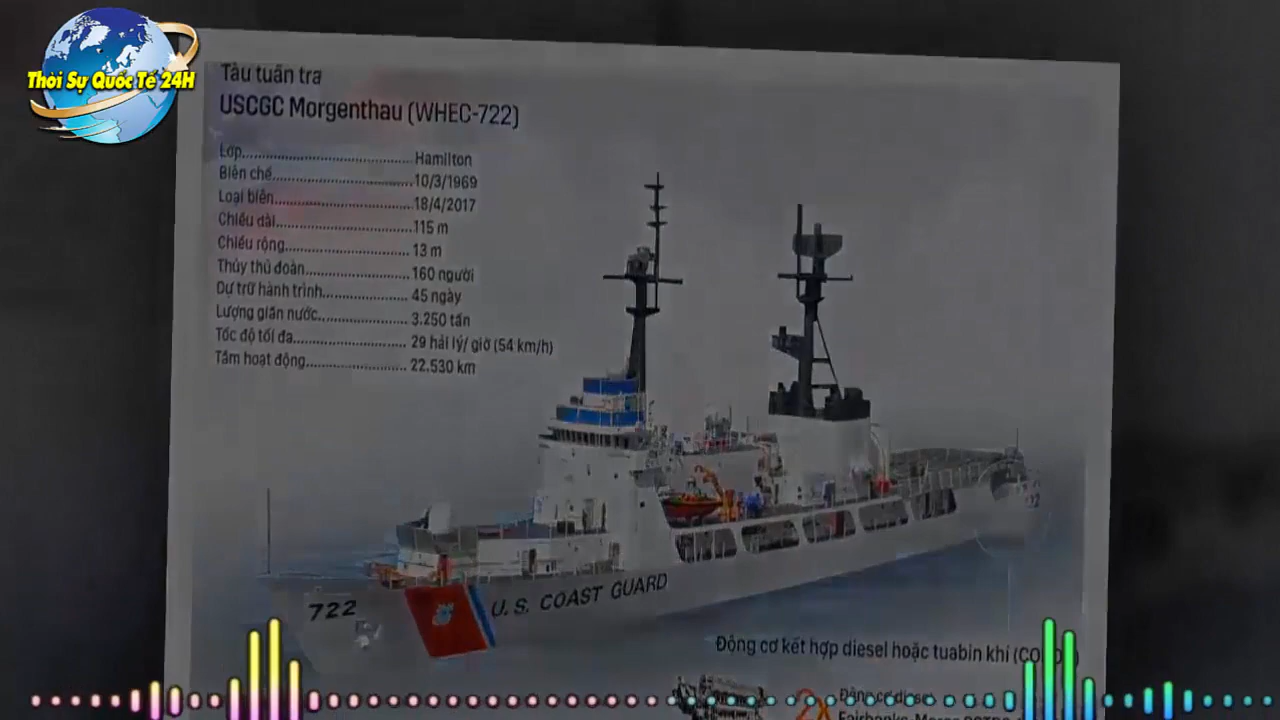 Thời Sự Quốc Tế 24H
Tàu tuần tra
USCGC Morgenthau (WHEC-722)
Lớp.......................................... Hamilton
Biên chế................................... 10/3/1969
Loại biên................................... 18/4/2017
Chiều dài................................... 115 m
Chiều rộng................................ 13 m
Thủy thủ đoàn........................... 160 người
Dự trữ hành trình...................... 45 ngày
Lượng giãn nước....................... 3.250 tấn
Tốc độ tối đa............................. 29 hải lý/ giờ (54 km/h)
Tầm hoạt động.......................... 22.530 km
722
U.S. COAST GUARD
Động cơ kết hợp diesel hoặc tuabin khí
Động cơ diesel